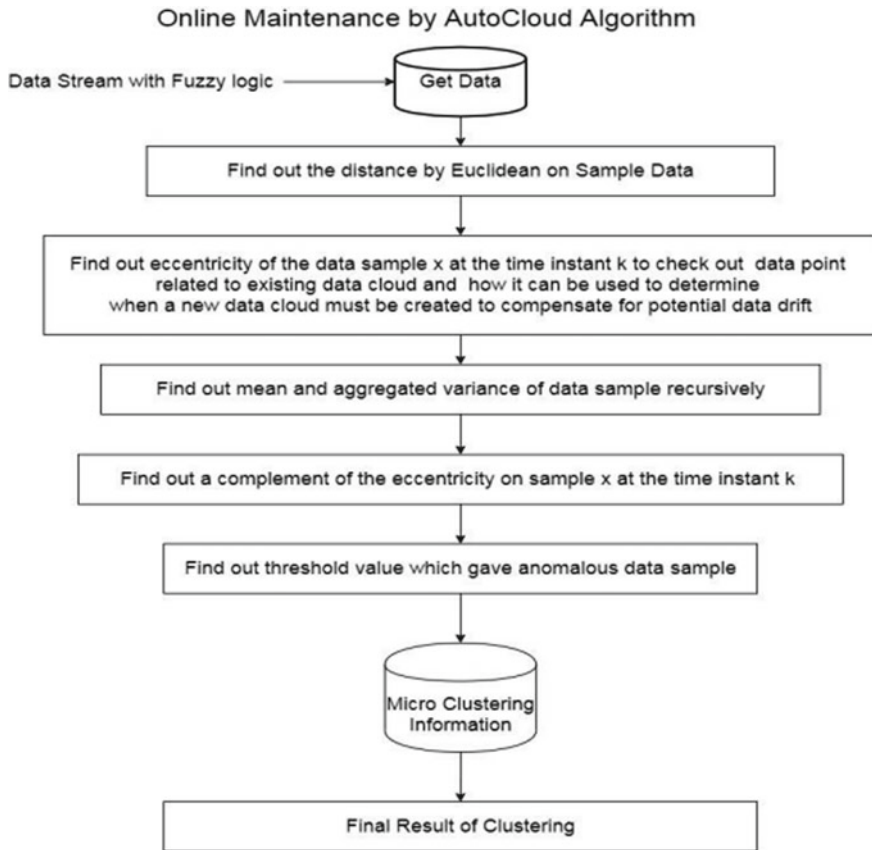 Online Maintenance by AutoCloud Algorithm
Data Stream with Fuzzy logic
Get Data
Find out the distance by Euclidean on Sample Data
Find out eccentricity of the data sample x at the time instant k to check out data point
related to existing data cloud and how it can be used to determine
when a new data cloud must be created to compensate for potential data drift
Find out mean and aggregated variance of data sample recursively
Find out a complement of the eccentricity on sample x at the time instant k
Find out threshold value which gave anomalous data sample
Micro Clustering
Information
Final Result of Clustering